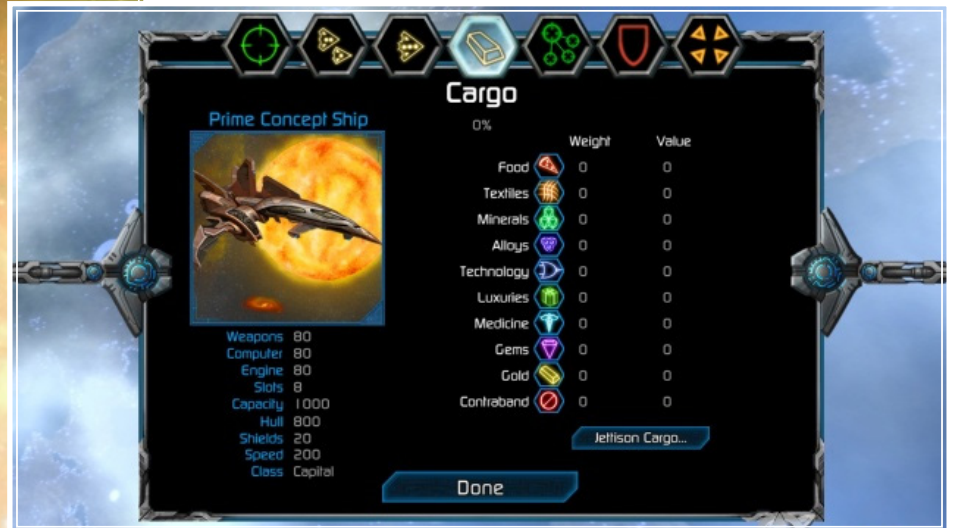 Cargo
Prime Concept Ship
0%
Weight Value
Food 0 0
Textiles 0 0
Minerals 0 0
Alloys 0 0
Technology 0 0
Luxuries 0 0
Medicine 0 0
Gems 0 0
Gold 0 0
Contraband 0 0
Weapons 80
Computer 80
Engine 80
Slots 8
Capacity 1000
Hull 800
Shields 20
Speed 200
Class Capital
Jettison Cargo...
Done